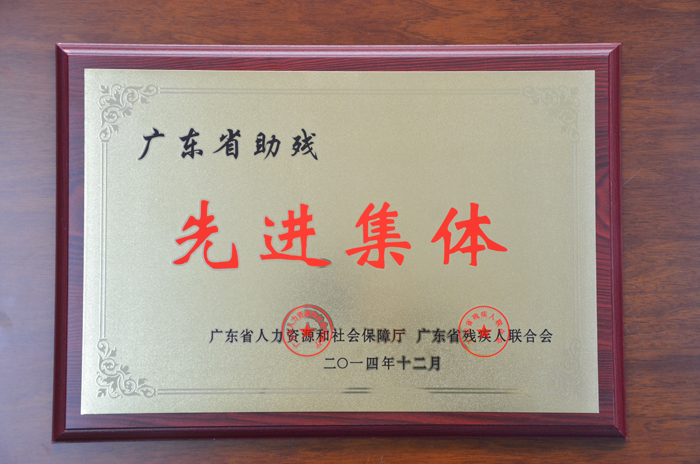 广东省助残
先进集体
广东省人力资源和社会保障厅 广东省残疾人联合会
二〇一四年十二月